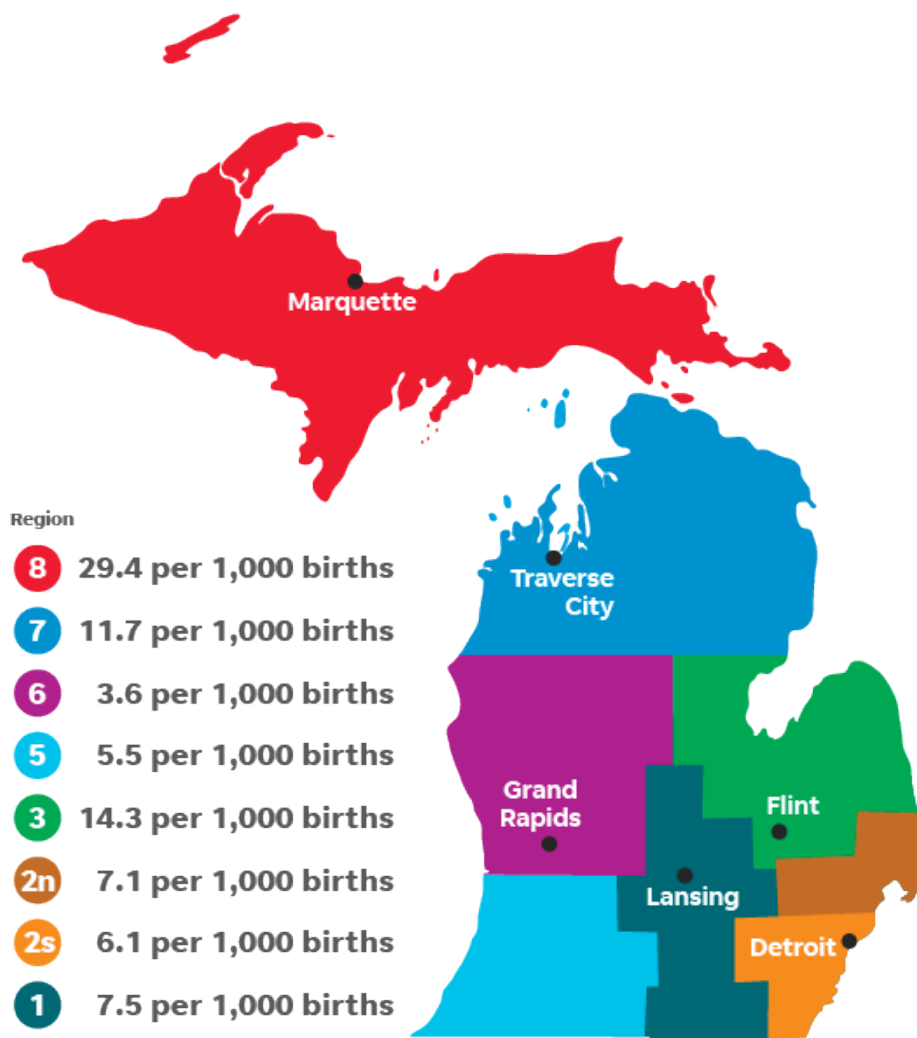 Marquette
Traverse
City
Region
8 29.4 per 1,000 births
7 11.7 per 1,000 births
6 3.6 per 1,000 births
5 5.5 per 1,000 births
3 14.3 per 1,000 births
2n 7.1 per 1,000 births
2s 6.1 per 1,000 births
1 7.5 per 1,000 births
Grand
Rapids
Flint
Lansing
Detroit